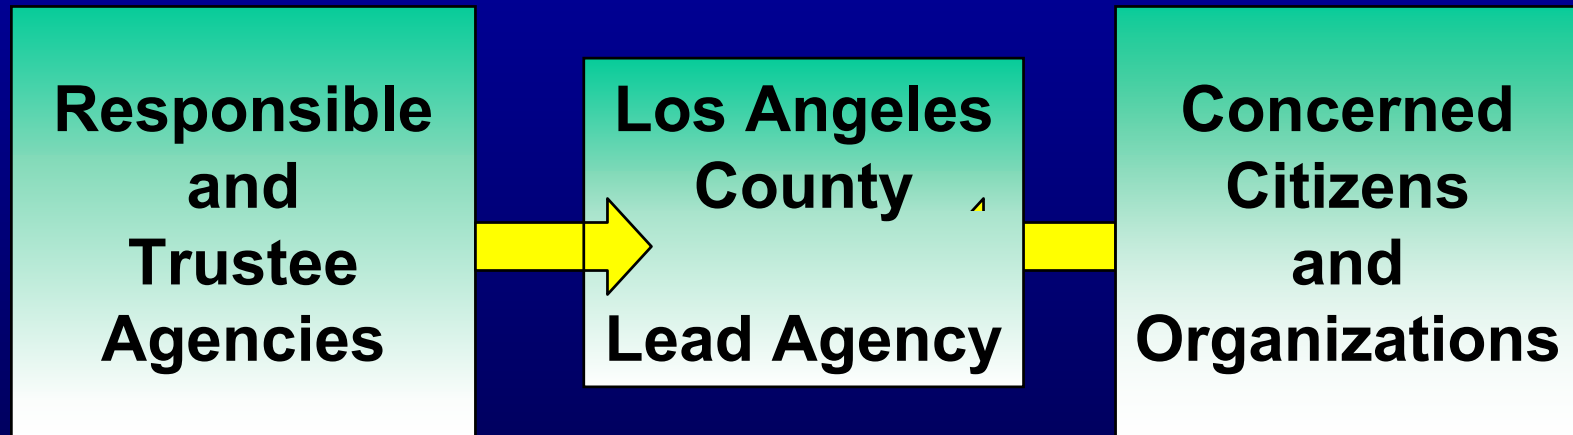 Responsible
and
Trustee
Agencies
Los Angeles
County
Lead Agency
Concerned
Citizens
and
Organizations